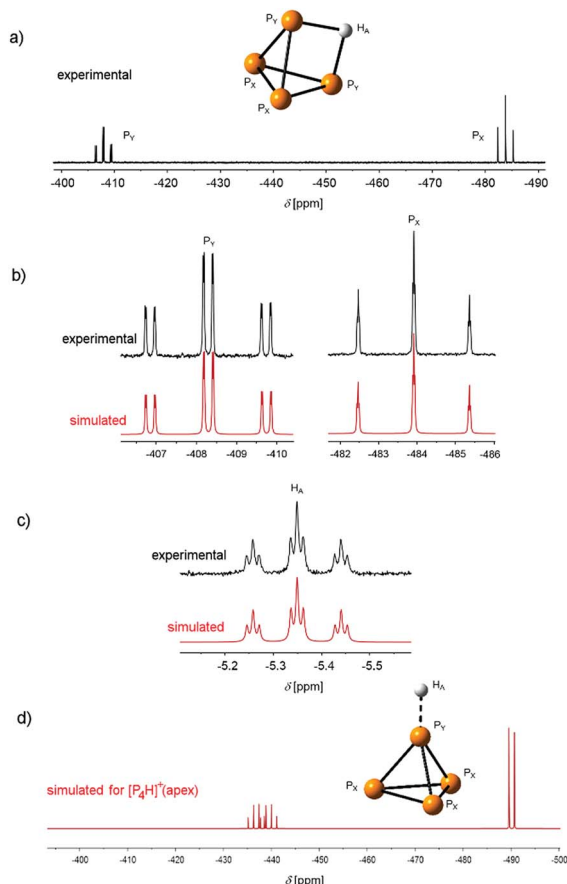 a)
P_Y
H_A
experimental
P_X
P_Y
P_X
P_Y
P_X
-400 -410 -420 -430 -440 -450 -460 -470 -480 -490
δ [ppm]
b)
P_Y
P_X
experimental
simulated
-407 -408 -409 -410
-482 -483 -484 -485 -486
δ [ppm]
c)
H_A
experimental
simulated
-5.2 -5.3 -5.4 -5.5
δ [ppm]
d)
H_A
P_Y
simulated for [P₄H]⁺(apex)
P_X
P_X
P_X
-400 -410 -420 -430 -440 -450 -460 -470 -480 -490 -500
δ [ppm]